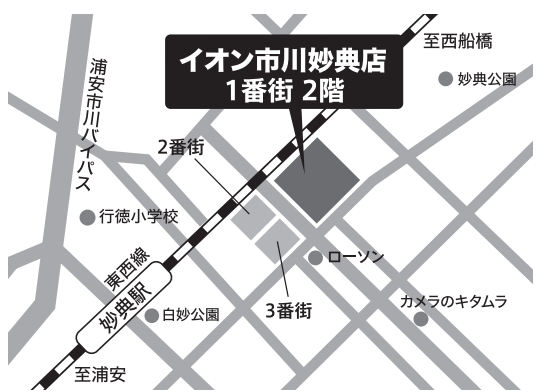 至西船橋
イオン市川妙典店
1番街 2階
妙典公園
浦安市川バイパス
2番街
行徳小学校
東西線
ローソン
妙典駅
3番街
カメラのキタムラ
白妙公園
至浦安